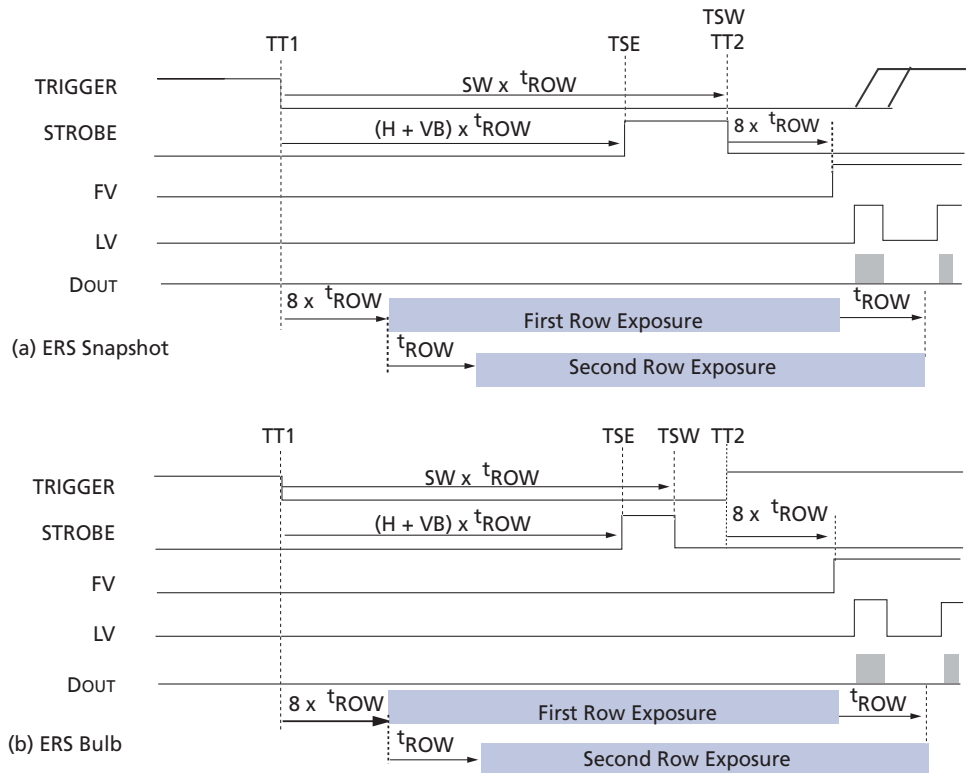 TSW
TT1 TSE TT2
TRIGGER
SW x tROW
STROBE
(H + VB) x tROW
8 x tROW
FV
LV
DOUT
8 x tROW
First Row Exposure
tROW
(a) ERS Snapshot
tROW
Second Row Exposure
TT1 TSE TSW TT2
TRIGGER
SW x tROW
STROBE
(H + VB) x tROW
8 x tROW
FV
LV
DOUT
8 x tROW
First Row Exposure
tROW
(b) ERS Bulb
tROW
Second Row Exposure